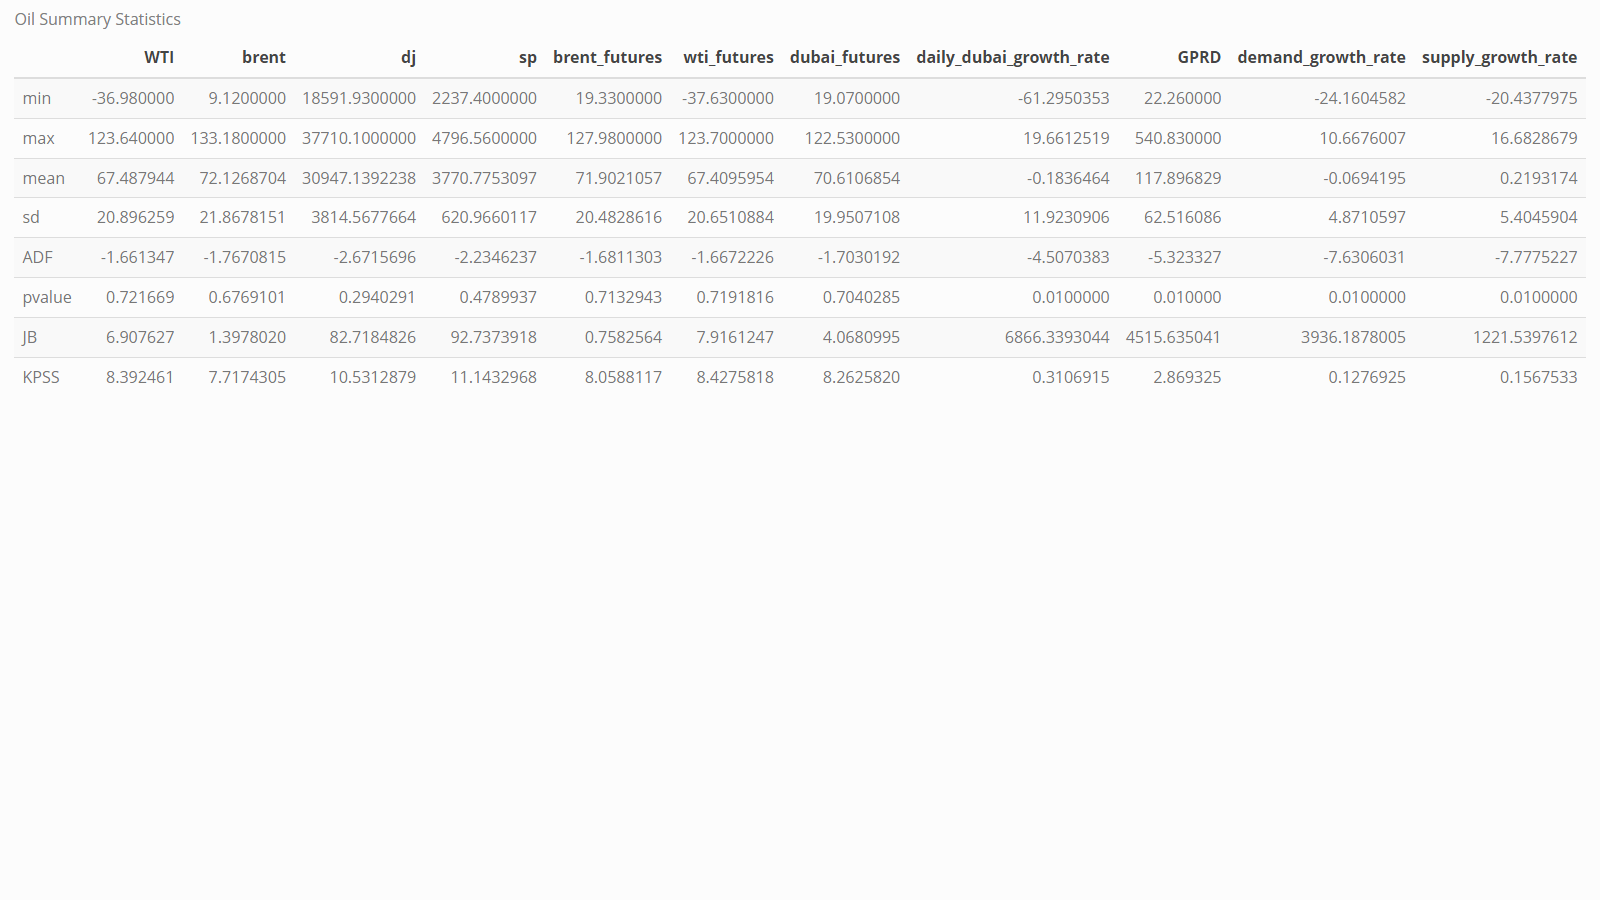 Oil Summary Statistics
WTI brent dj sp brent_futures wti_futures dubai_futures daily_dubai_growth_rate GPRD demand_growth_rate supply_growth_rate
min -36.980000 9.1200000 18591.9300000 2237.4000000 19.3300000 -37.6300000 19.0700000 -61.2950353 22.260000 -24.1604582 -20.4377975
max 123.640000 133.1800000 37710.1000000 4796.5600000 127.9800000 123.7000000 122.5300000 19.6612519 540.830000 10.6676007 16.6828679
mean 67.487944 72.1268704 30947.1392238 3770.7753097 71.9021057 67.4095954 70.6106854 -0.1836464 117.896829 -0.0694195 0.2193174
sd 20.896259 21.8678151 3814.5677664 620.9660117 20.4828616 20.6510884 19.9507108 11.9230906 62.516086 4.8710597 5.4045904
ADF -1.661347 -1.7670815 -2.6715696 -2.2346237 -1.6811303 -1.6672226 -1.7030192 -4.5070383 -5.323327 -7.6306031 -7.7775227
pvalue 0.721669 0.6769101 0.2940291 0.4789937 0.7132943 0.7191816 0.7040285 0.0100000 0.010000 0.0100000 0.0100000
JB 6.907627 1.3978020 82.7184826 92.7373918 0.7582564 7.9161247 4.0680995 6866.3393044 4515.635041 3936.1878005 1221.5397612
KPSS 8.392461 7.7174305 10.5312879 11.1432968 8.0588117 8.4275818 8.2625820 0.3106915 2.869325 0.1276925 0.1567533